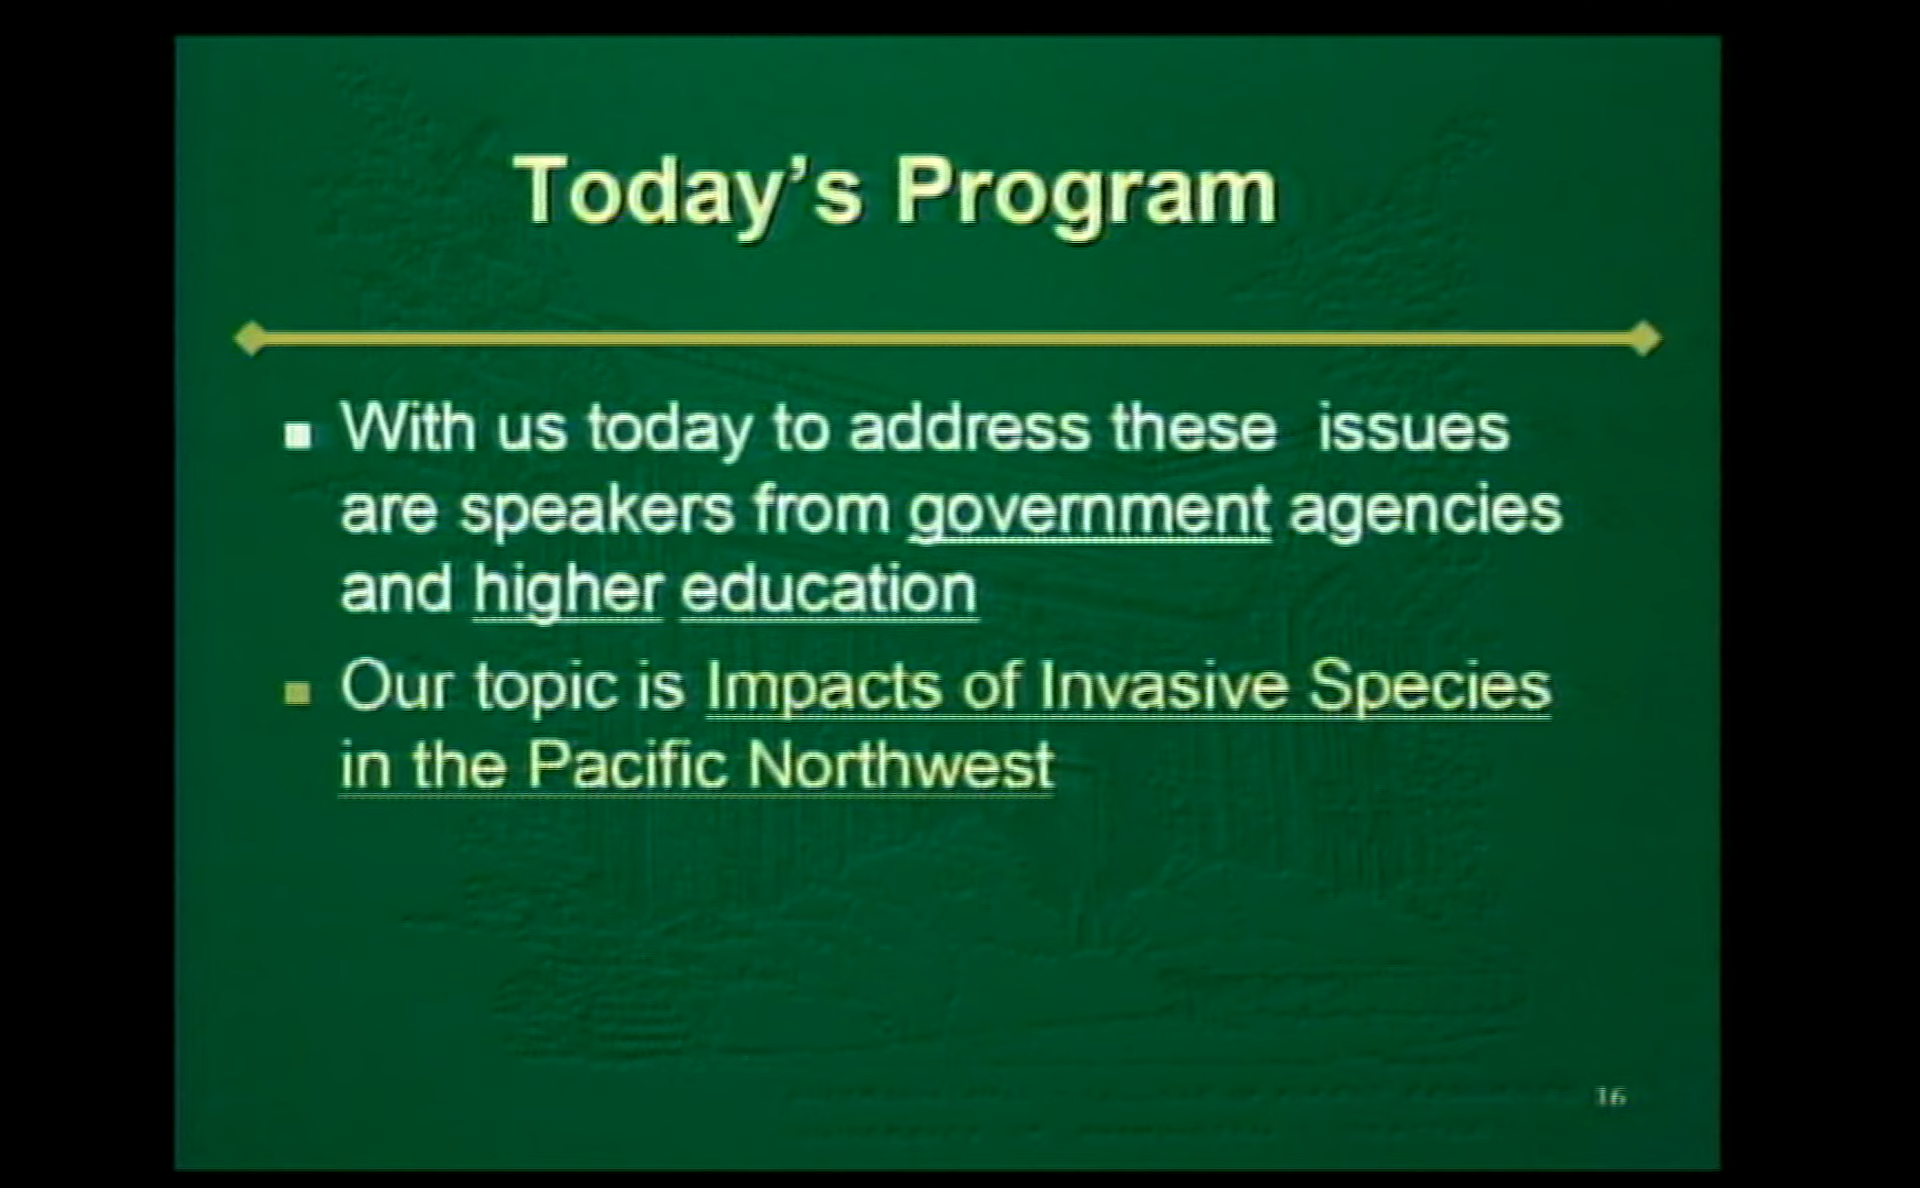 Today’s Program
With us today to address these  issues
are speakers from government agencies
and higher education
Our topic is Impacts of Invasive Species
in the Pacific Northwest
16